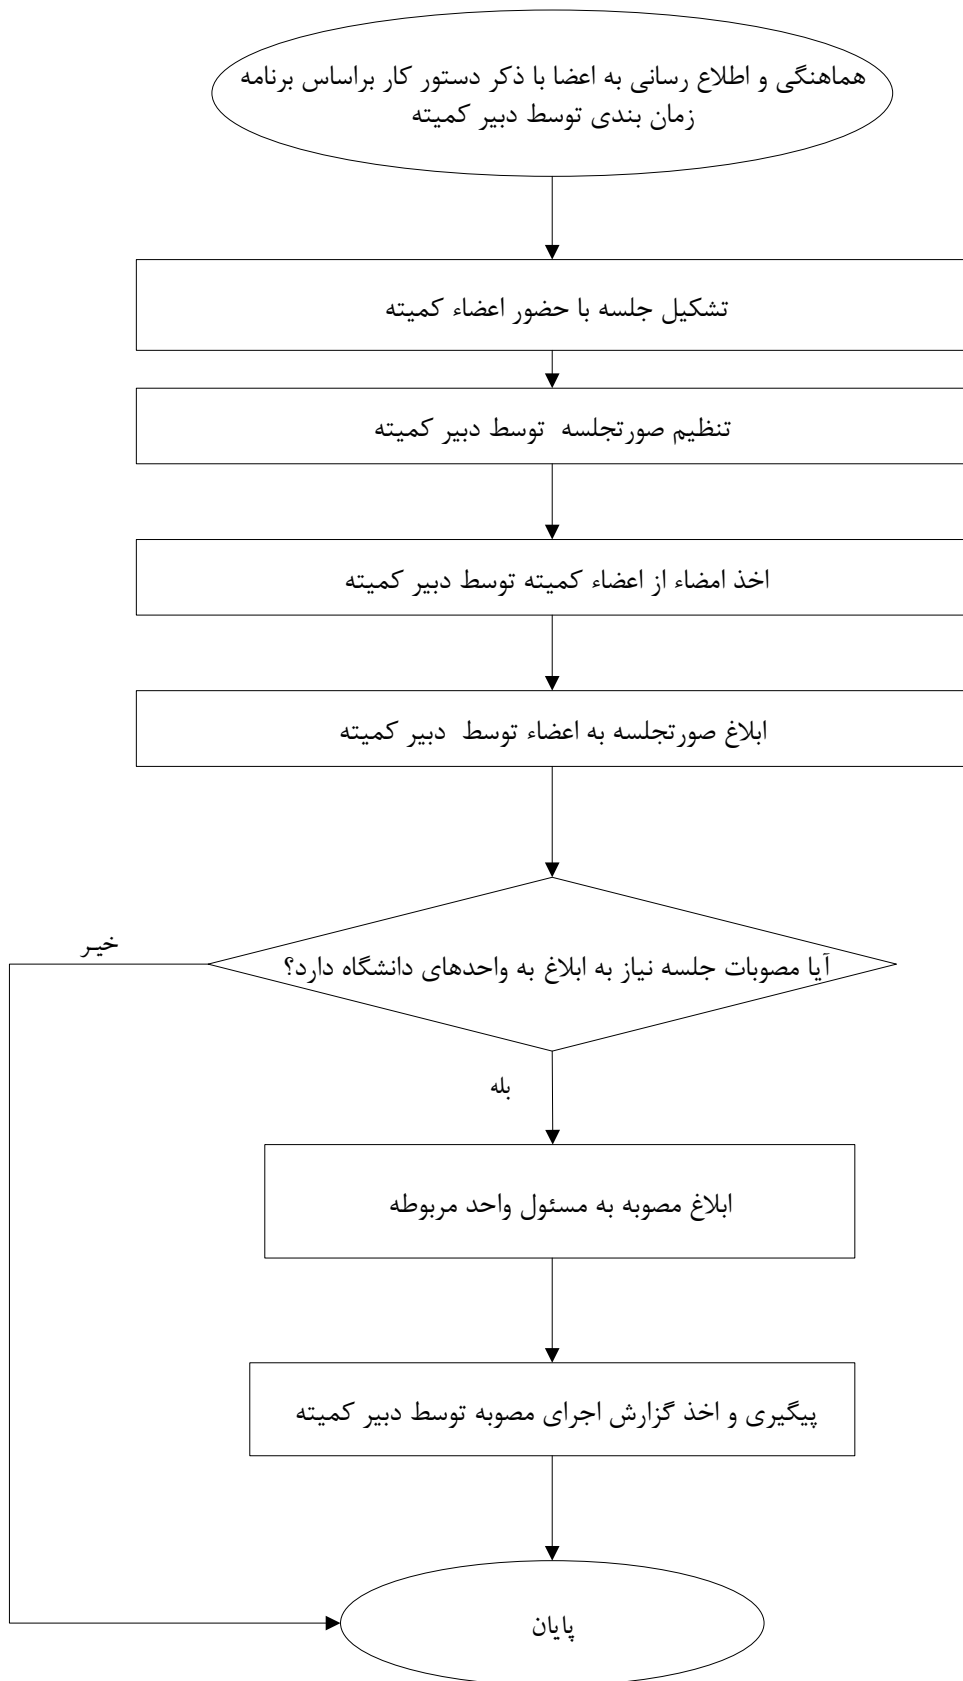 هماهنگی و اطلاع رسانی به اعضا با ذکر دستور کار براساس برنامه
زمان بندی توسط دبیر کمیته
تشکیل جلسه با حضور اعضاء کمیته
تنظیم صورتجلسه توسط دبیر کمیته
اخذ امضاء از اعضاء کمیته توسط دبیر کمیته
ابلاغ صورتجلسه به اعضاء توسط دبیر کمیته
آیا مصوبات جلسه نیاز به ابلاغ به واحدهای دانشگاه دارد؟
خیر
بله
ابلاغ مصوبه به مسئول واحد مربوطه
پیگیری و اخذ گزارش اجرای مصوبه توسط دبیر کمیته
پایان